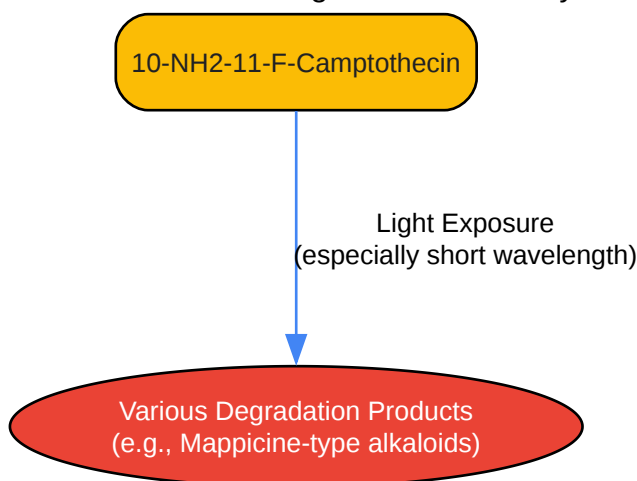 10-NH2-11-F-Camptothecin
Light Exposure
(especially short wavelength)
Various Degradation Products
(e.g., Mappicine-type alkaloids)